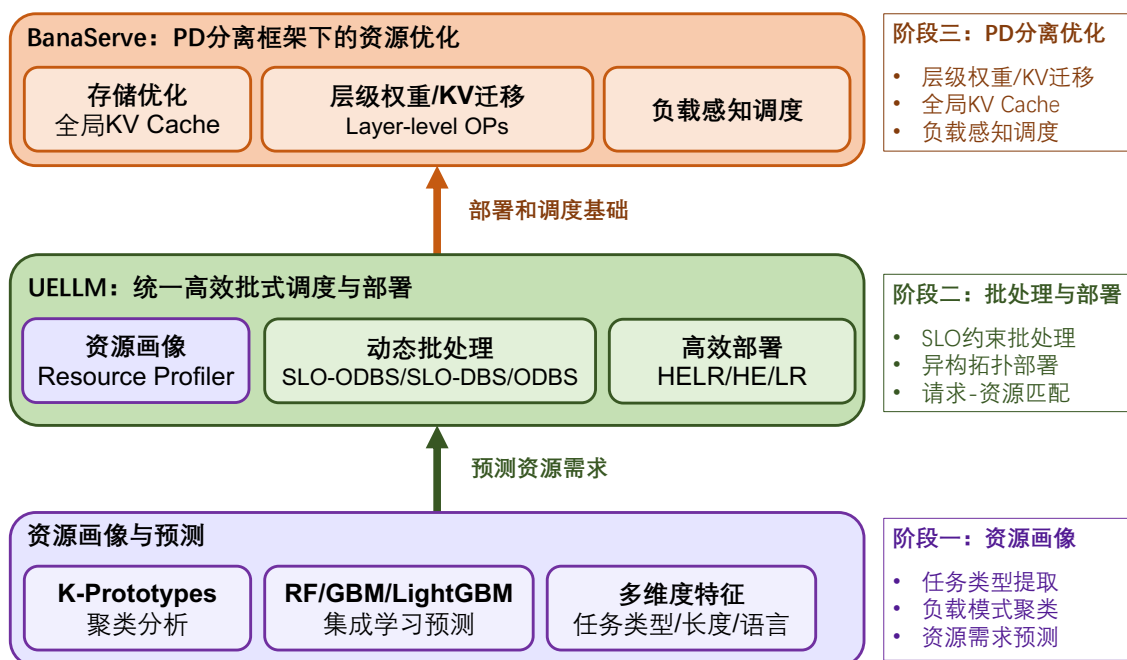 BanaServe：PD分离框架下的资源优化
存储优化
全局KV Cache
层级权重/KV迁移
Layer-level OPs
负载感知调度
阶段三：PD分离优化
• 层级权重/KV迁移
• 全局KV Cache
• 负载感知调度
部署和调度基础
UELLM：统一高效批式调度与部署
资源画像
Resource Profiler
动态批处理
SLO-ODBS/SLO-DBS/ODBS
高效部署
HELR/HE/LR
阶段二：批处理与部署
• SLO约束批处理
• 异构拓扑部署
• 请求-资源匹配
预测资源需求
资源画像与预测
K-Prototypes
聚类分析
RF/GBM/LightGBM
集成学习预测
多维度特征
任务类型/长度/语言
阶段一：资源画像
• 任务类型提取
• 负载模式聚类
• 资源需求预测